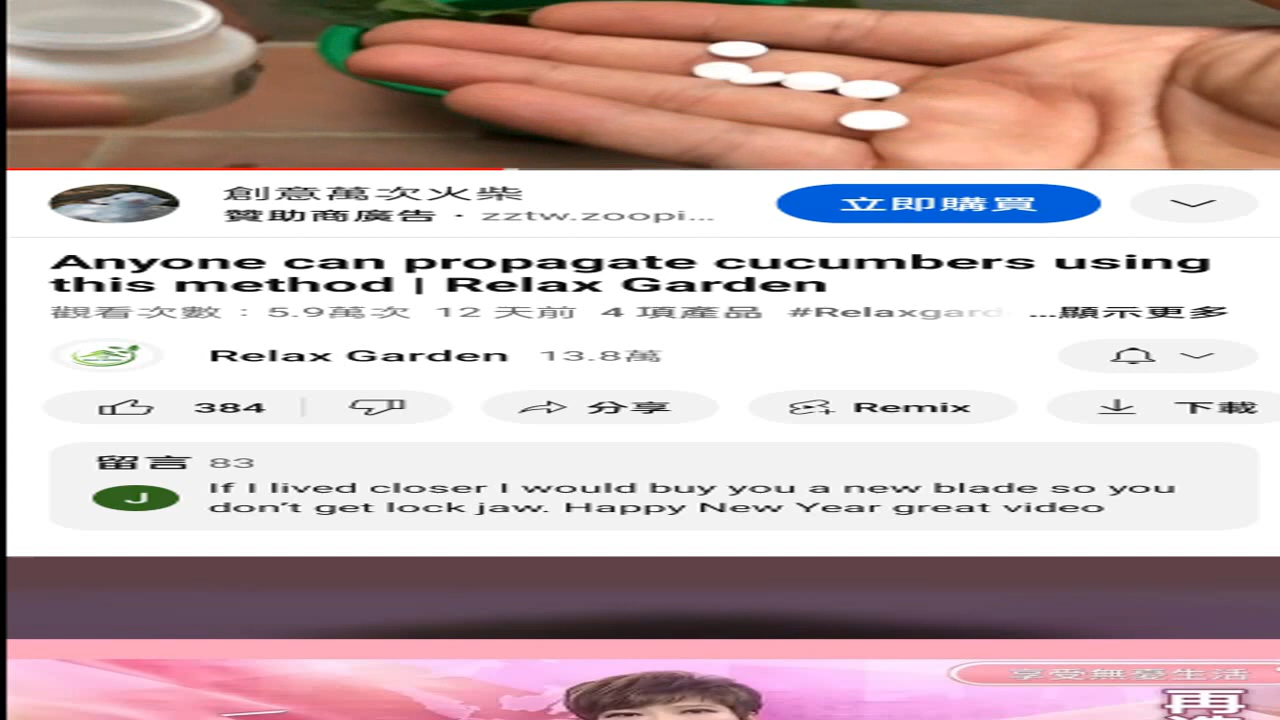 創意萬次火柴
贊助商廣告・zztw.zoopi...
立即購買
Anyone can propagate cucumbers using
this method | Relax Garden
觀看次數：5.9萬次 12 天前 4 項產品 #Relaxgard ...顯示更多
Relax Garden 13.8萬
384 分享 Remix 下載
留言 83
J
If I lived closer I would buy you a new blade so you
don't get lock jaw. Happy New Year great video
享受無憂生活
再